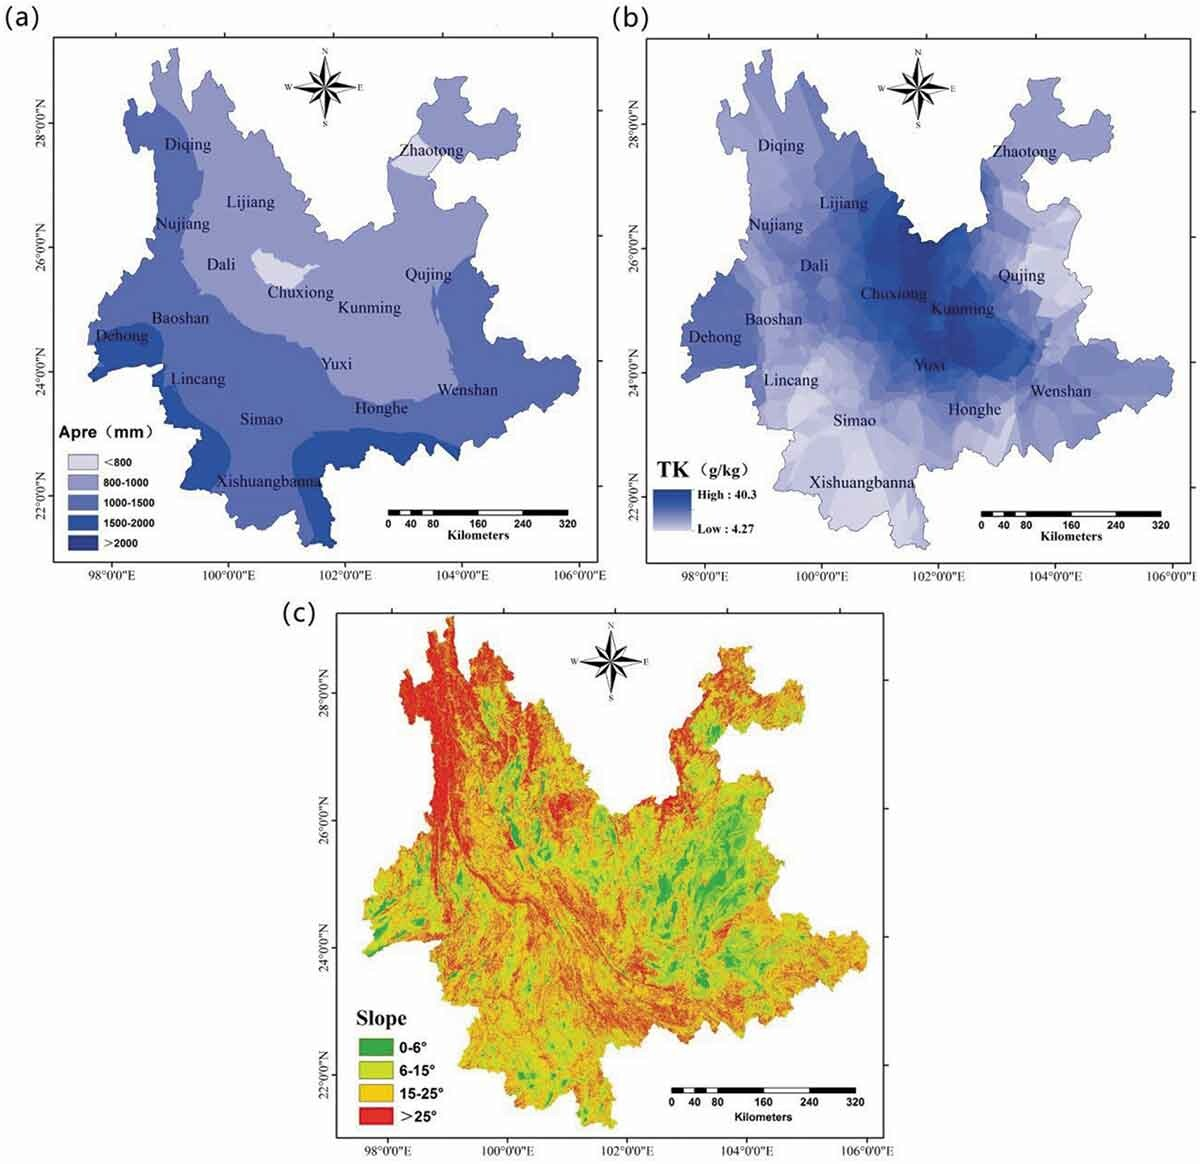 (a)
N
W E
S
28°0'0"N
26°0'0"N
24°0'0"N
22°0'0"N
Diqing
Zhaotong
Lijiang
Nujiang
Dali
Qujing
Chuxiong
Kunming
Baoshan
Dehong
Yuxi
Lincang
Wenshan
Honghe
Simao
Xishuangbanna
Apre（mm）
<800
800-1000
1000-1500
1500-2000
>2000
0 40 80 160 240 320
Kilometers
98°0'0"E 100°0'0"E 102°0'0"E 104°0'0"E 106°0'0"E
(b)
N
W E
S
28°0'0"N
26°0'0"N
24°0'0"N
22°0'0"N
Diqing
Zhaotong
Lijiang
Nujiang
Dali
Qujing
Chuxiong
Kunming
Baoshan
Dehong
Yuxi
Lincang
Wenshan
Honghe
Simao
Xishuangbanna
TK（g/kg）
High : 40.3
Low : 4.27
0 40 80 160 240 320
Kilometers
98°0'0"E 100°0'0"E 102°0'0"E 104°0'0"E 106°0'0"E
(c)
N
W E
S
28°0'0"N
26°0'0"N
24°0'0"N
22°0'0"N
Slope
0-6°
6-15°
15-25°
>25°
0 40 80 160 240 320
Kilometers
98°0'0"E 100°0'0"E 102°0'0"E 104°0'0"E 106°0'0"E